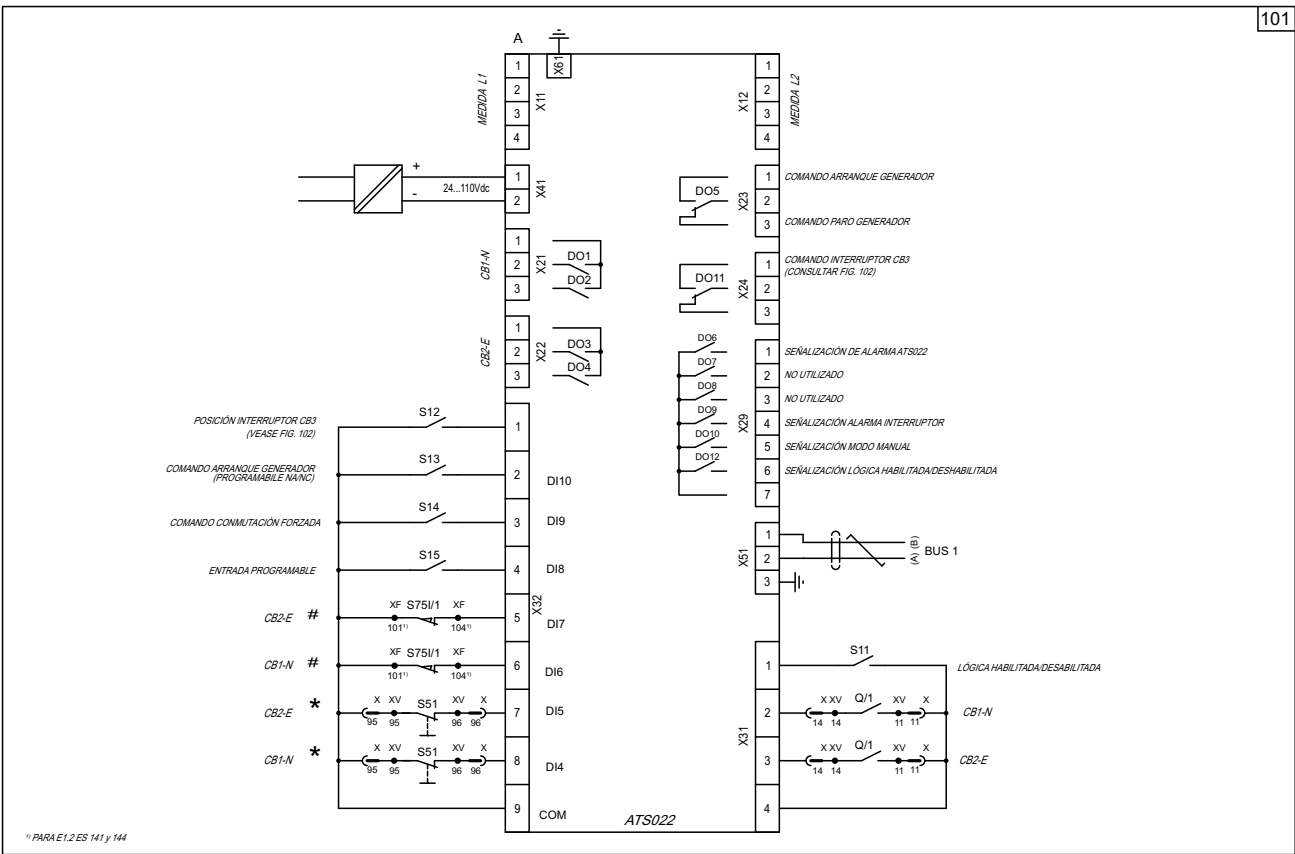 101
A
X61
MEDIDA L1
1
2
3
4
X11
X12
1
2
3
4
MEDIDA L2
+
-
24...110Vdc
1
2
X41
DO5
X23
1
2
3
COMANDO ARRANQUE GENERADOR
COMANDO PARO GENERADOR
CB1-N
1
2
3
X21
DO1
DO2
DO11
X24
1
2
3
COMANDO INTERRUPTOR CB3
(CONSULTAR FIG. 102)
CB2-E
1
2
3
X22
DO3
DO4
DO6
DO7
DO8
DO9
DO10
DO12
X29
1 SEÑALIZACIÓN DE ALARMA ATS022
2 NO UTILIZADO
3 NO UTILIZADO
4 SEÑALIZACIÓN ALARMA INTERRUPTOR
5 SEÑALIZACIÓN MODO MANUAL
6 SEÑALIZACIÓN LÓGICA HABILITADA/DESHABILITADA
7
X51
1
2
3
(A) (B)
BUS 1
POSICIÓN INTERRUPTOR CB3
(VEASE FIG. 102)
S12
1
COMANDO ARRANQUE GENERADOR
(PROGRAMABILE NA/NC)
S13
2 DI10
COMANDO CONMUTACIÓN FORZADA
S14
3 DI9
ENTRADA PROGRAMABLE
S15
4 DI8
X32
CB2-E #
XF S75I/1 XF
101¹⁾ 104¹⁾
5 DI7
CB1-N #
XF S75I/1 XF
101¹⁾ 104¹⁾
6 DI6
CB2-E *
X XV S51 XV X
95 95 96 96
7 DI5
CB1-N *
X XV S51 XV X
95 95 96 96
8 DI4
9 COM
ATS022
X31
1
S11
LÓGICA HABILITADA/DESABILITADA
2
X XV Q/1 XV X
14 14 11 11
CB1-N
3
X XV Q/1 XV X
14 14 11 11
CB2-E
4
¹⁾ PARA E1.2 ES 141 y 144